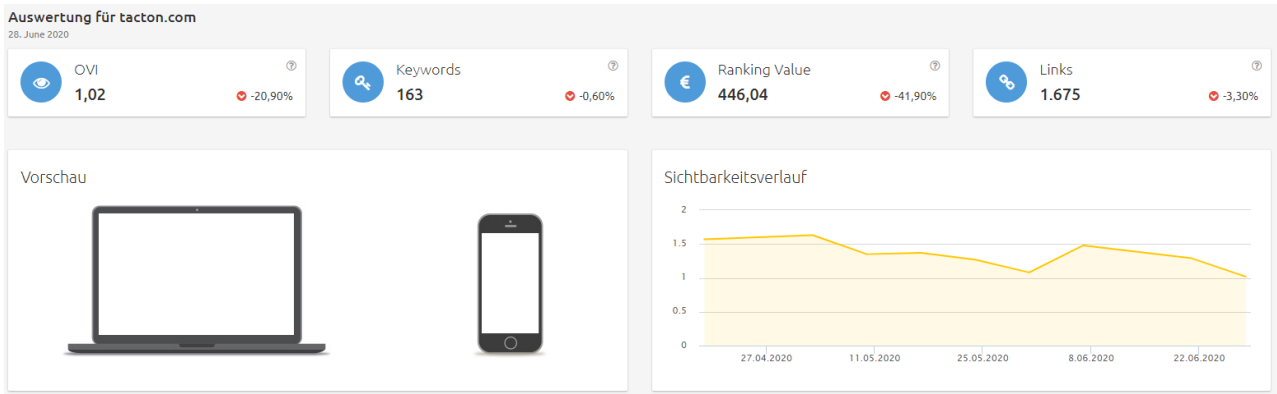 Auswertung für tacton.com
28. June 2020
OVI
1,02
-20,90%
Keywords
163
-0,60%
Ranking Value
446,04
-41,90%
Links
1.675
-3,30%
Vorschau
Sichtbarkeitsverlauf
2
1.5
1
0.5
0
27.04.2020 11.05.2020 25.05.2020 8.06.2020 22.06.2020